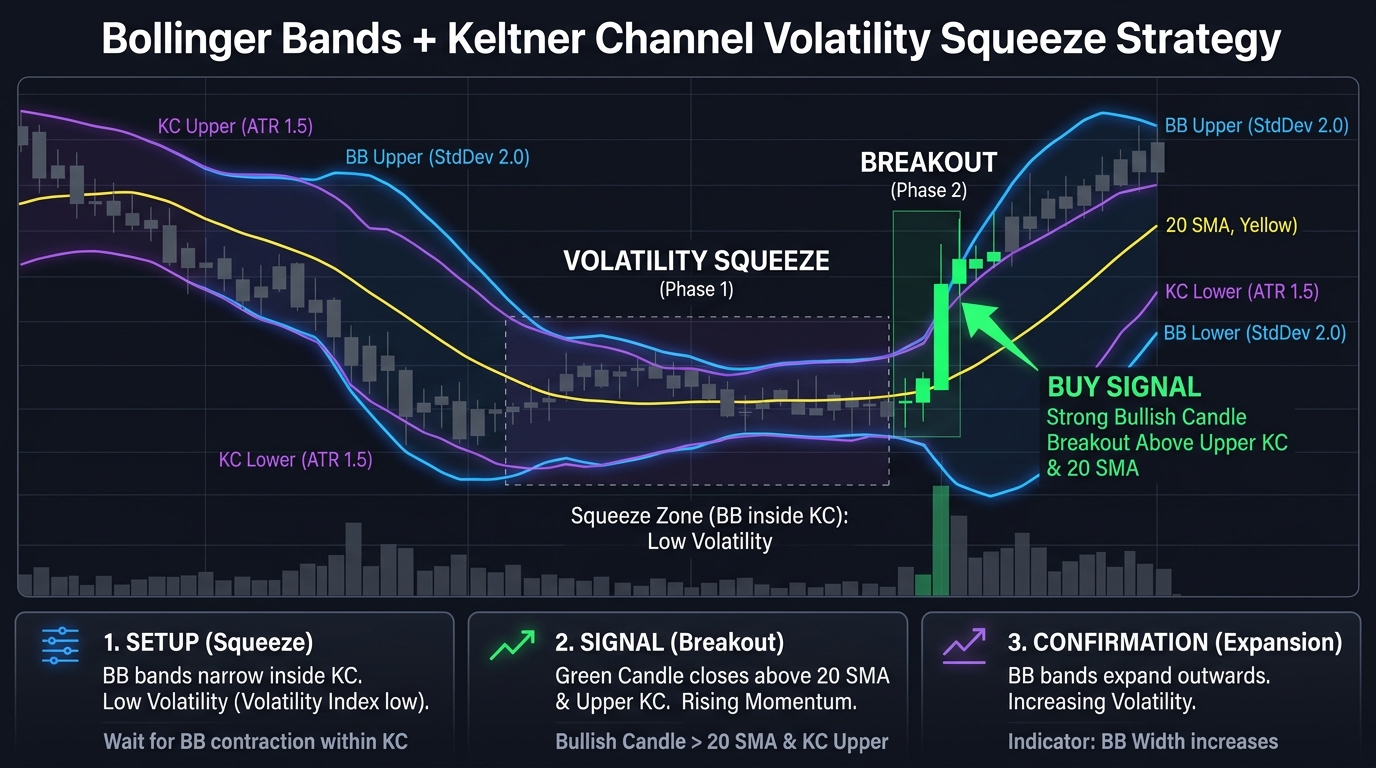 Bollinger Bands + Keltner Channel Volatility Squeeze Strategy
KC Upper (ATR 1.5)
BB Upper (StdDev 2.0)
BB Upper (StdDev 2.0)
BREAKOUT
(Phase 2)
20 SMA, Yellow)
VOLATILITY SQUEEZE
(Phase 1)
KC Lower (ATR 1.5)
BB Lower (StdDev 2.0)
BUY SIGNAL
Strong Bullish Candle
Breakout Above Upper KC
& 20 SMA
KC Lower (ATR 1.5)
Squeeze Zone (BB inside KC):
Low Volatility
1. SETUP (Squeeze)
BB bands narrow inside KC.
Low Volatility (Volatility Index low).
Wait for BB contraction within KC
2. SIGNAL (Breakout)
Green Candle closes above 20 SMA
& Upper KC. Rising Momentum.
Bullish Candle > 20 SMA & KC Upper
3. CONFIRMATION (Expansion)
BB bands expand outwards.
Increasing Volatility.
Indicator: BB Width increases